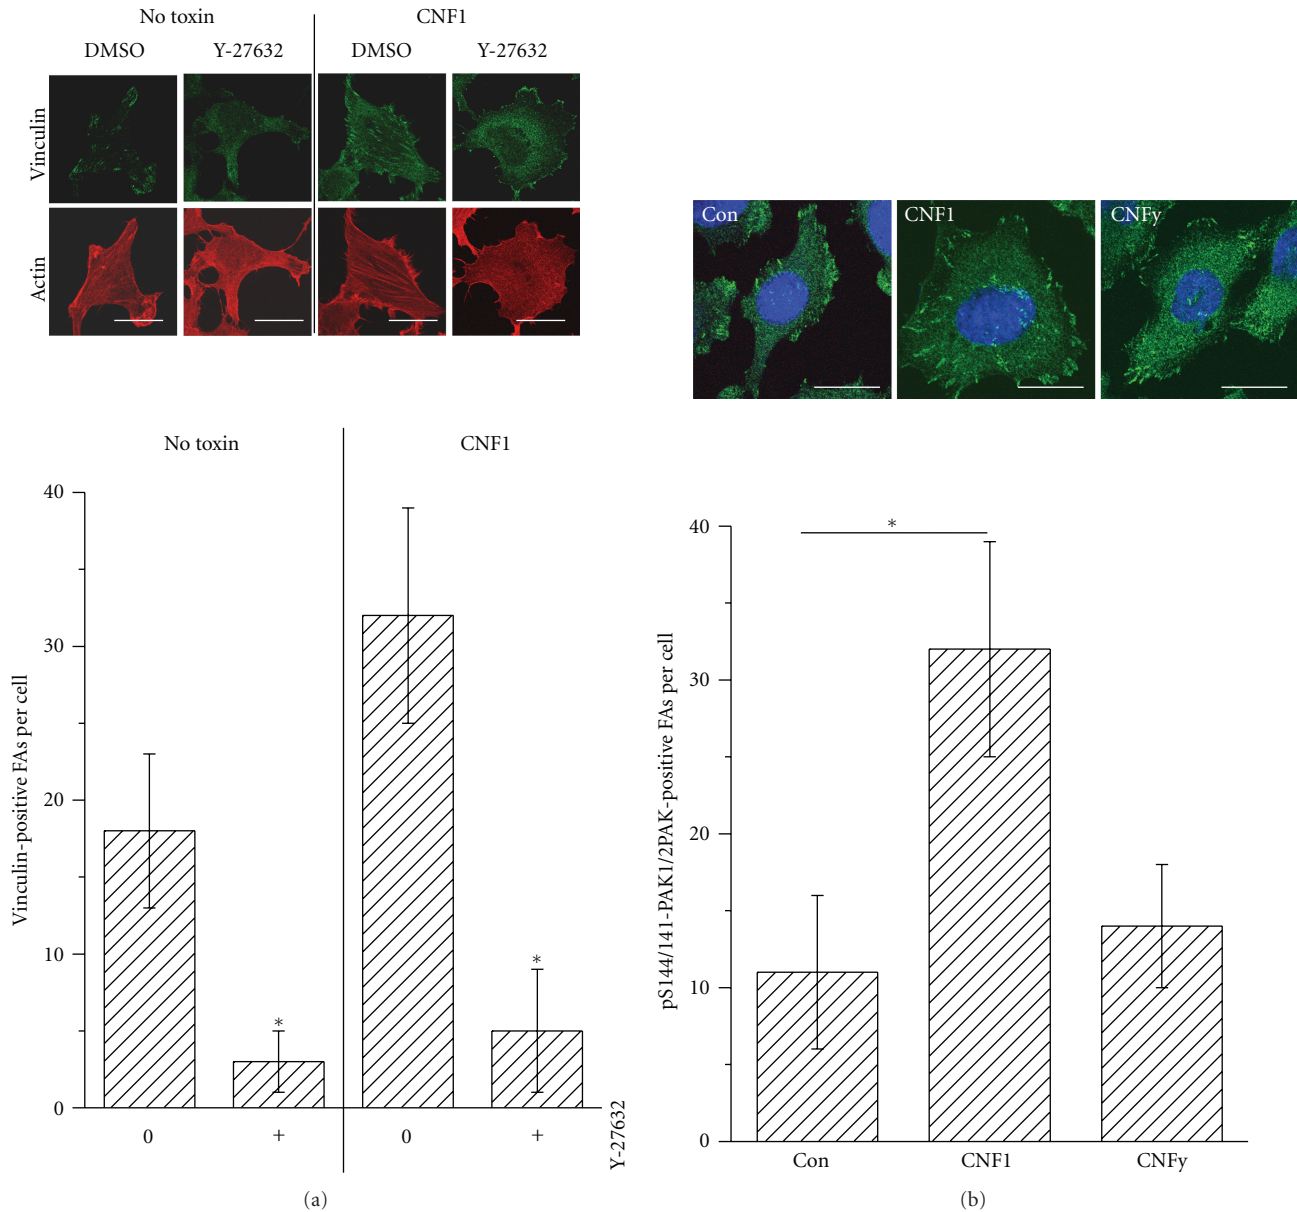 No toxin
CNF1
DMSO
Y-27632
DMSO
Y-27632
Vinculin
Actin
No toxin
CNF1
40
30
20
10
0
Vinculin-positive FAs per cell
*
*
0
+
0
+
Y-27632
(a)
Con
CNF1
CNFy
40
30
20
10
0
pS144/141-PAK1/2PAK-positive FAs per cell
*
Con
CNF1
CNFy
(b)